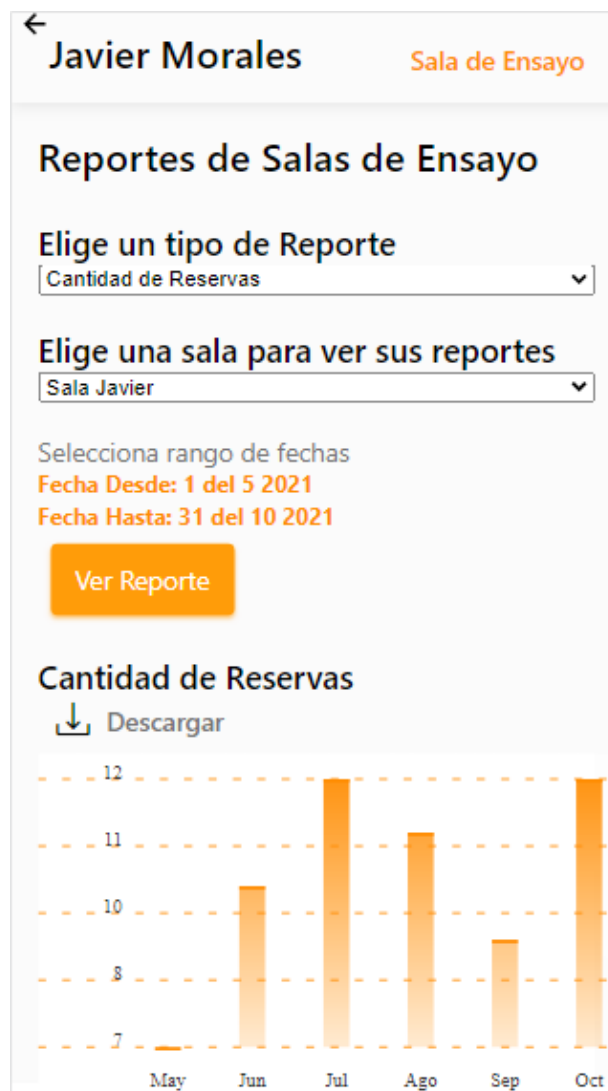 Javier Morales
Sala de Ensayo
Reportes de Salas de Ensayo
Elige un tipo de Reporte
Cantidad de Reservas
Elige una sala para ver sus reportes
Sala Javier
Selecciona rango de fechas
Fecha Desde: 1 del 5 2021
Fecha Hasta: 31 del 10 2021
Ver Reporte
Cantidad de Reservas
Descargar
12
11
10
8
7
May Jun Jul Ago Sep Oct